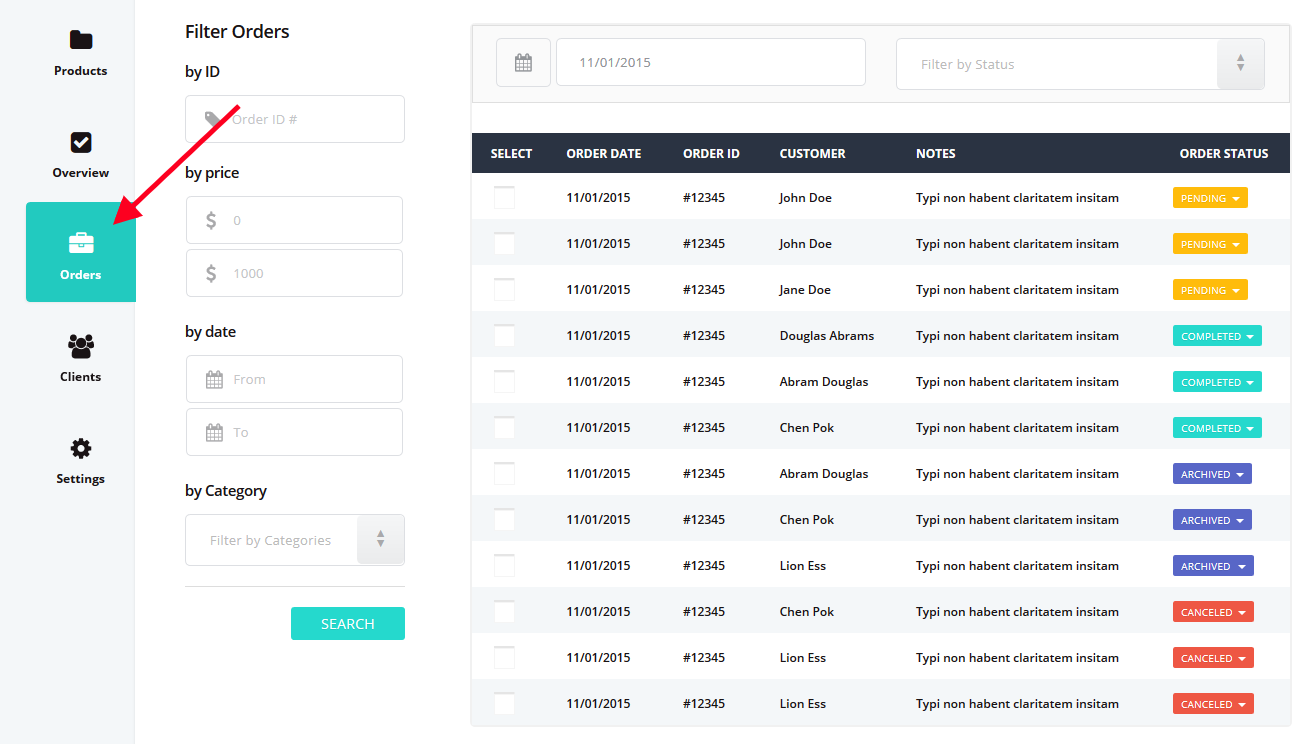 Products
Overview
Orders
Clients
Settings
Filter Orders
by ID
Order ID #
by price
$ 0
$ 1000
by date
From
To
by Category
Filter by Categories
SEARCH
11/01/2015 Filter by Status
SELECT ORDER DATE ORDER ID CUSTOMER NOTES ORDER STATUS
11/01/2015 #12345 John Doe Typi non habent claritatem insitam PENDING
11/01/2015 #12345 John Doe Typi non habent claritatem insitam PENDING
11/01/2015 #12345 Jane Doe Typi non habent claritatem insitam PENDING
11/01/2015 #12345 Douglas Abrams Typi non habent claritatem insitam COMPLETED
11/01/2015 #12345 Abram Douglas Typi non habent claritatem insitam COMPLETED
11/01/2015 #12345 Chen Pok Typi non habent claritatem insitam COMPLETED
11/01/2015 #12345 Abram Douglas Typi non habent claritatem insitam ARCHIVED
11/01/2015 #12345 Chen Pok Typi non habent claritatem insitam ARCHIVED
11/01/2015 #12345 Lion Ess Typi non habent claritatem insitam ARCHIVED
11/01/2015 #12345 Chen Pok Typi non habent claritatem insitam CANCELED
11/01/2015 #12345 Lion Ess Typi non habent claritatem insitam CANCELED
11/01/2015 #12345 Lion Ess Typi non habent claritatem insitam CANCELED